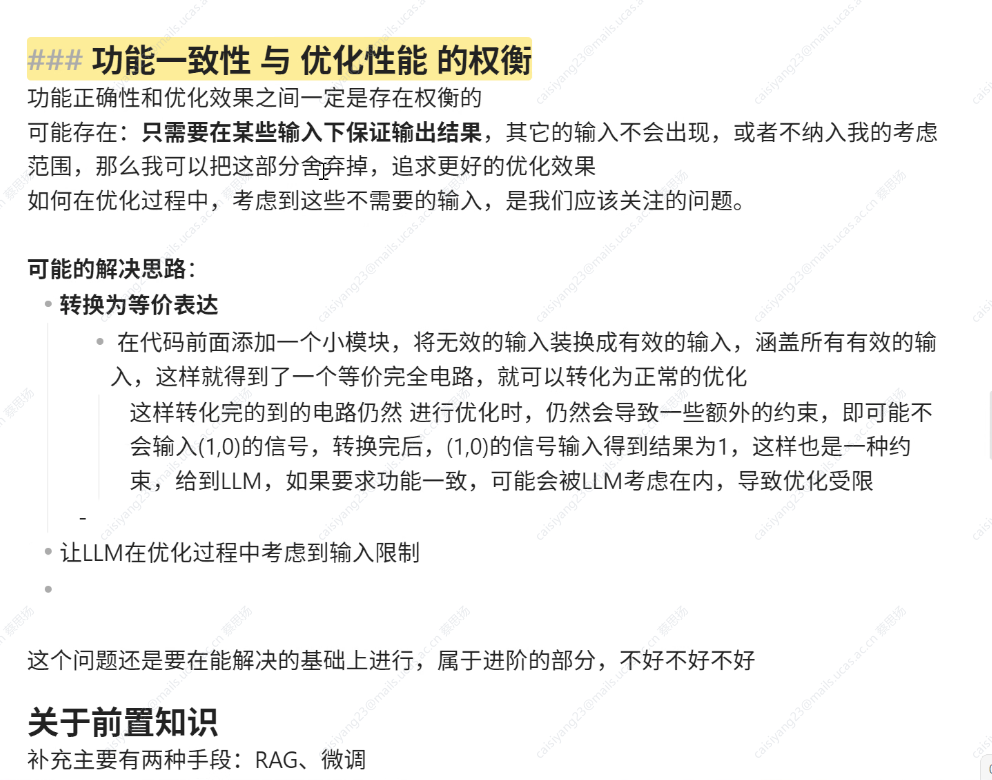 ### 功能一致性 与 优化性能 的权衡
功能正确性和优化效果之间一定是存在权衡的
可能存在：只需要在某些输入下保证输出结果，其它的输入不会出现，或者不纳入我的考虑
范围，那么我可以把这部分舍弃掉，追求更好的优化效果
如何在优化过程中，考虑到这些不需要的输入，是我们应该关注的问题。
可能的解决思路：
转换为等价表达
在代码前面添加一个小模块，将无效的输入装换成有效的输入，涵盖所有有效的输
入，这样就得到了一个等价完全电路，就可以转化为正常的优化
这样转化完的到的电路仍然 进行优化时，仍然会导致一些额外的约束，即可能不
会输入(1,0)的信号，转换完后，(1,0)的信号输入得到结果为1，这样也是一种约
束，给到LLM，如果要求功能一致，可能会被LLM考虑在内，导致优化受限
-
让LLM在优化过程中考虑到输入限制
这个问题还是要在能解决的基础上进行，属于进阶的部分，不好不好不好
关于前置知识
补充主要有两种手段：RAG、微调
caisiyang23@mails.ucas.ac.cn 蔡思扬